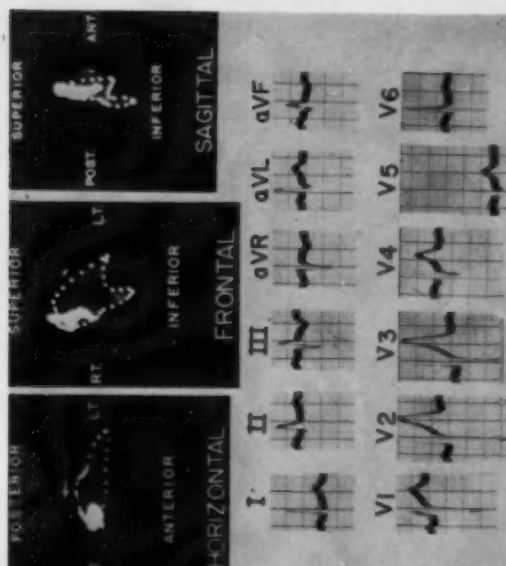 POSTERIOR SUPERIOR SUPERIOR
LT RT. LT. POST. ANT
ANTERIOR INFERIOR INFERIOR
HORIZONTAL FRONTAL SAGITTAL
I II III aVR aVL aVF
V1 V2 V3 V4 V5 V6